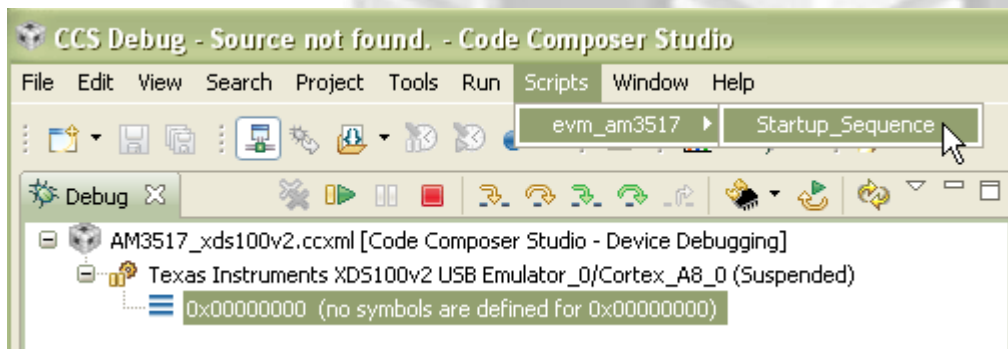 CCS Debug - Source not found. - Code Composer Studio
File Edit View Search Project Tools Run Scripts Window Help
evm_am3517 Startup_Sequence
Debug
AM3517_xds100v2.ccxml [Code Composer Studio - Device Debugging]
Texas Instruments XDS100v2 USB Emulator_0/Cortex_A8_0 (Suspended)
0x00000000 (no symbols are defined for 0x00000000)